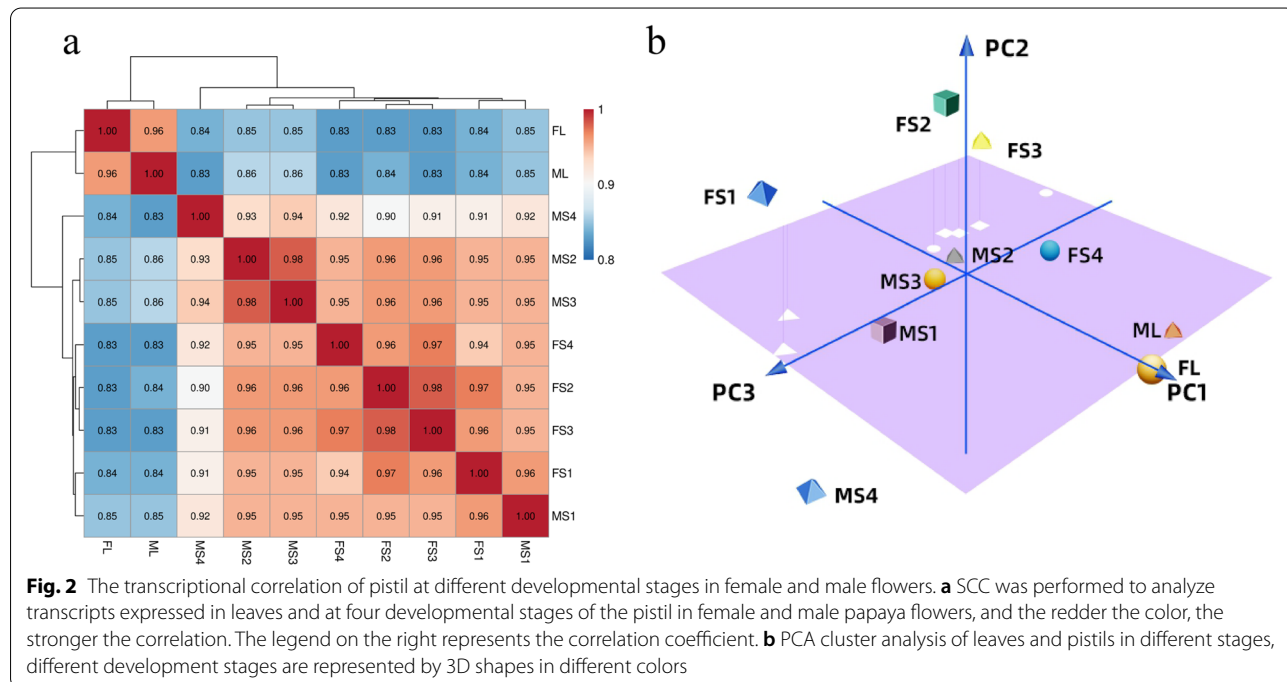 a
1.00 0.96 0.84 0.85 0.85 0.83 0.83 0.83 0.84 0.85 FL
0.96 1.00 0.83 0.86 0.86 0.83 0.84 0.83 0.84 0.85 ML
0.84 0.83 1.00 0.93 0.94 0.92 0.90 0.91 0.91 0.92 MS4
0.85 0.86 0.93 1.00 0.98 0.95 0.96 0.96 0.95 0.95 MS2
0.85 0.86 0.94 0.98 1.00 0.95 0.96 0.96 0.95 0.95 MS3
0.83 0.83 0.92 0.95 0.95 1.00 0.96 0.97 0.94 0.95 FS4
0.83 0.84 0.90 0.96 0.96 0.96 1.00 0.98 0.97 0.95 FS2
0.83 0.83 0.91 0.96 0.96 0.97 0.98 1.00 0.96 0.95 FS3
0.84 0.84 0.91 0.95 0.95 0.94 0.97 0.96 1.00 0.96 FS1
0.85 0.85 0.92 0.95 0.95 0.95 0.95 0.95 0.96 1.00 MS1
FL ML MS4 MS2 MS3 FS4 FS2 FS3 FS1 MS1
1
0.9
0.8
b
PC2
FS2
FS3
FS1
MS2
FS4
MS3
MS1
ML
FL
PC3
PC1
MS4
Fig. 2 The transcriptional correlation of pistil at different developmental stages in female and male flowers. a SCC was performed to analyze
transcripts expressed in leaves and at four developmental stages of the pistil in female and male papaya flowers, and the redder the color, the
stronger the correlation. The legend on the right represents the correlation coefficient. b PCA cluster analysis of leaves and pistils in different stages,
different development stages are represented by 3D shapes in different colors